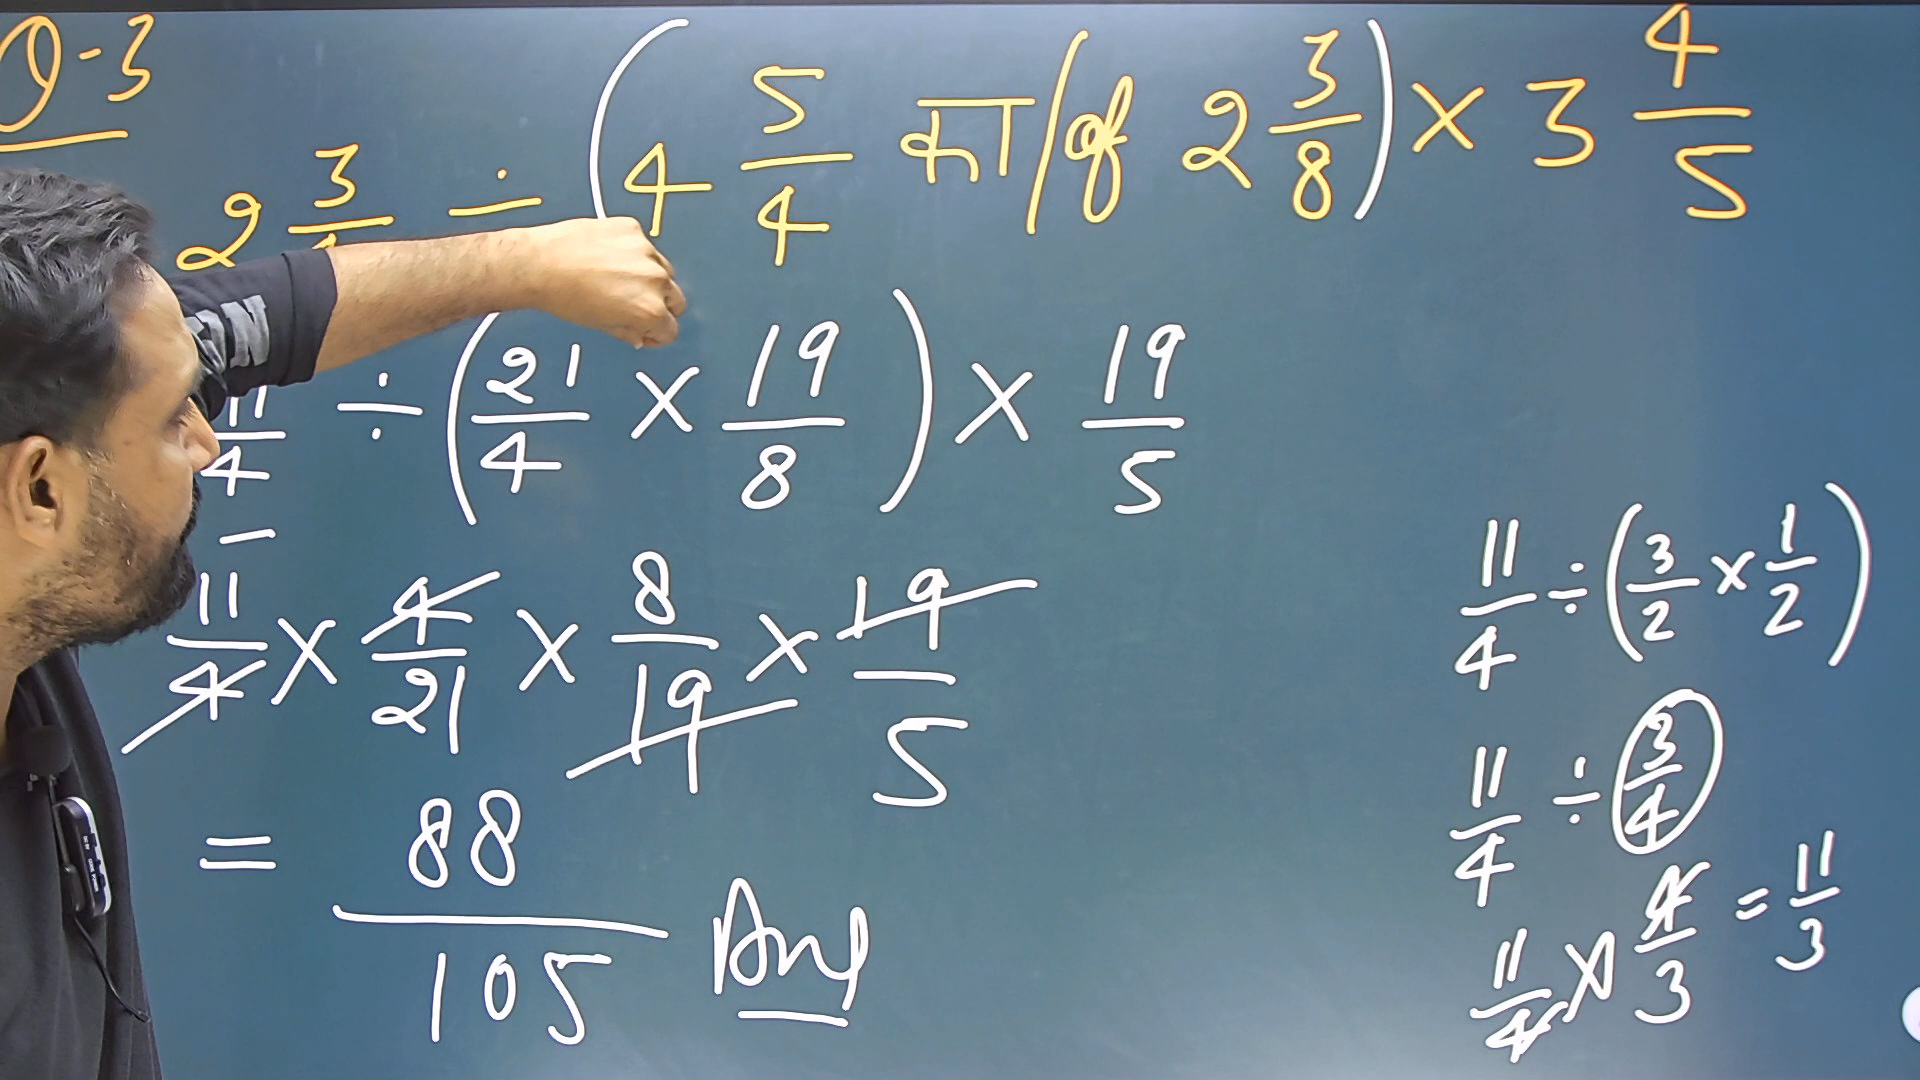 Q-3
2 3/4 ÷ (4 5/4 का/of 2 3/8) × 3 4/5
11/4 ÷ (21/4 × 19/8) × 19/5
11/4 × 4/21 × 8/19 × 19/5
= 88/105 Ans
11/4 ÷ (3/2 × 1/2)
11/4 ÷ 3/4
11/4 × 4/3 = 11/3